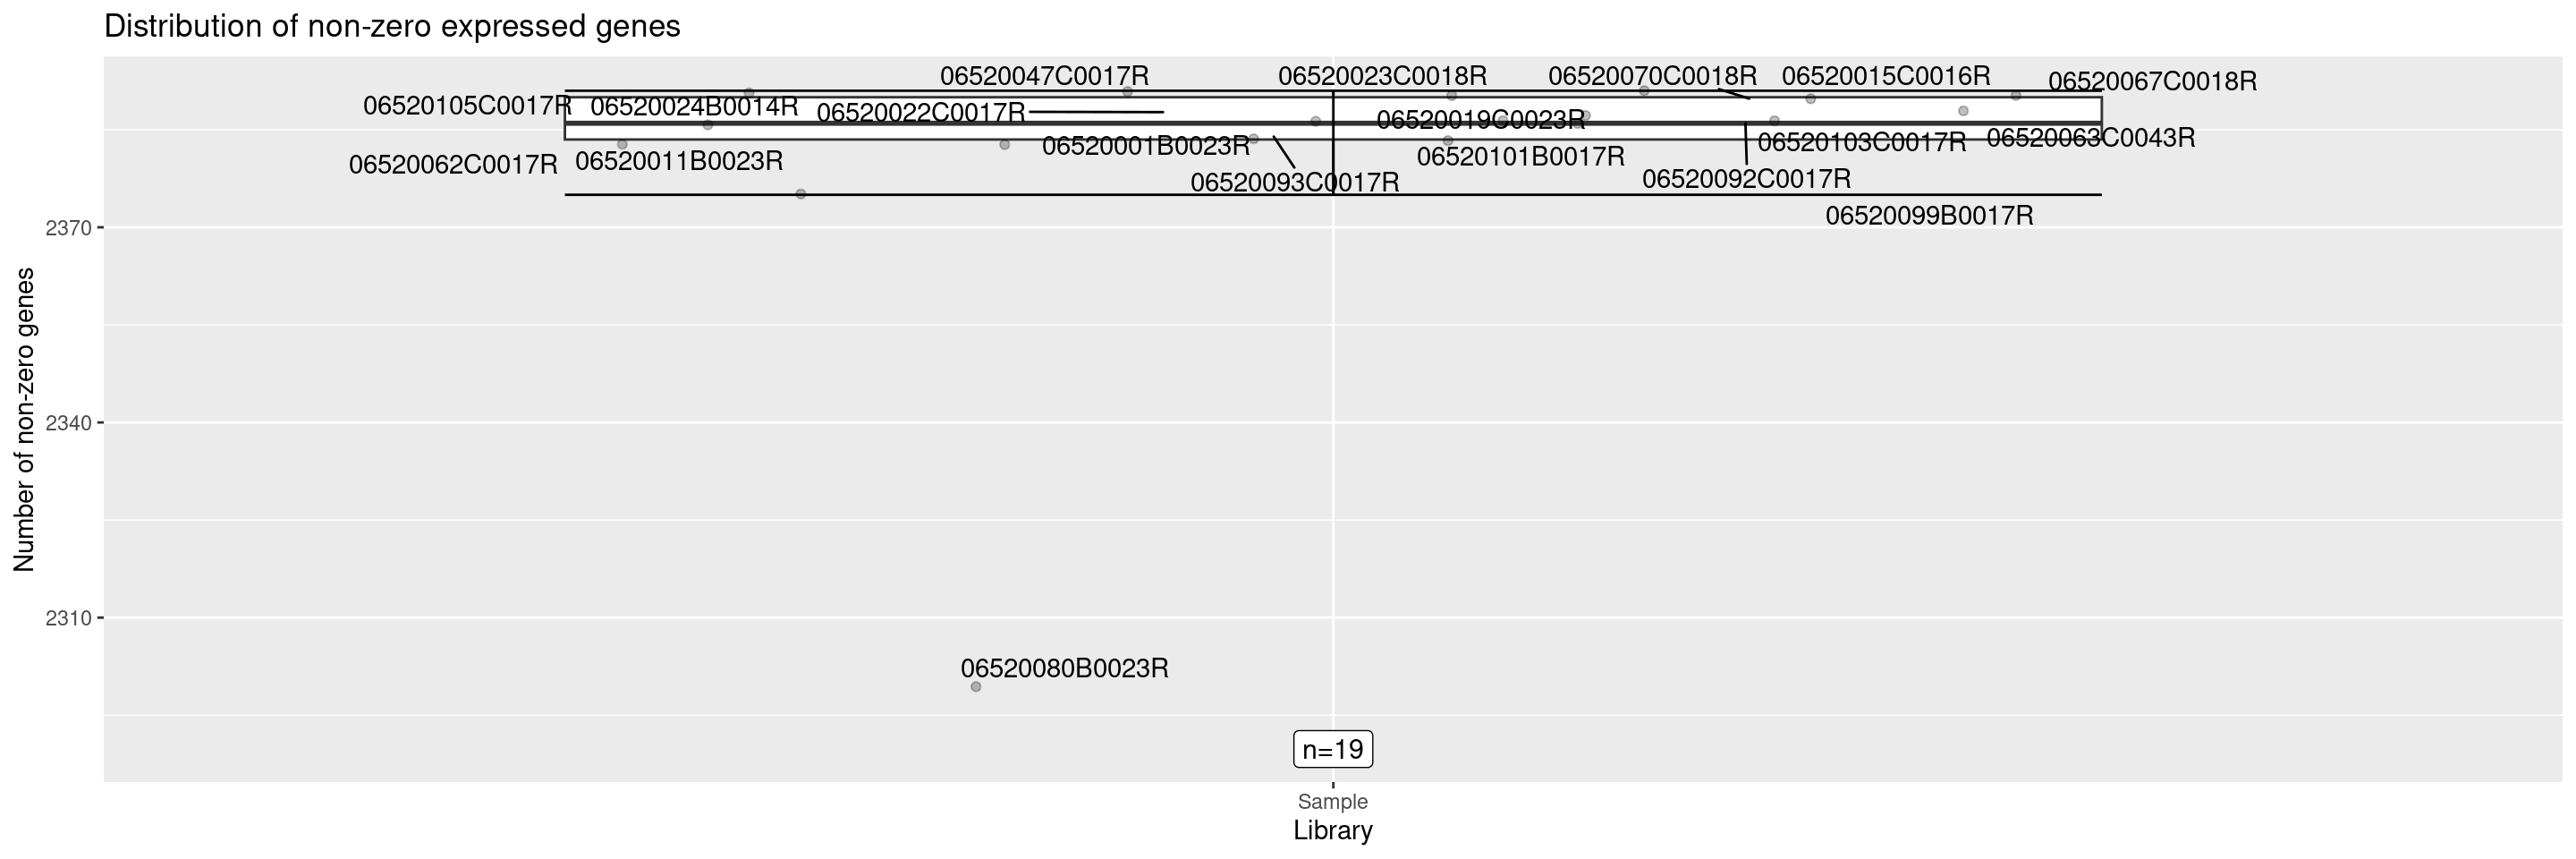 Distribution of non-zero expressed genes
06520047C0017R
06520023C0018R
06520070C0018R
06520015C0016R
06520067C0018R
06520105C0017R
06520024B0014R
06520022C0017R
06520019C0023R
06520001B0023R
06520101B0017R
06520103C0017R
06520063C0043R
06520062C0017R
06520011B0023R
06520093C0017R
06520092C0017R
06520099B0017R
2370
2340
2310
Number of non-zero genes
06520080B0023R
n=19
Sample
Library